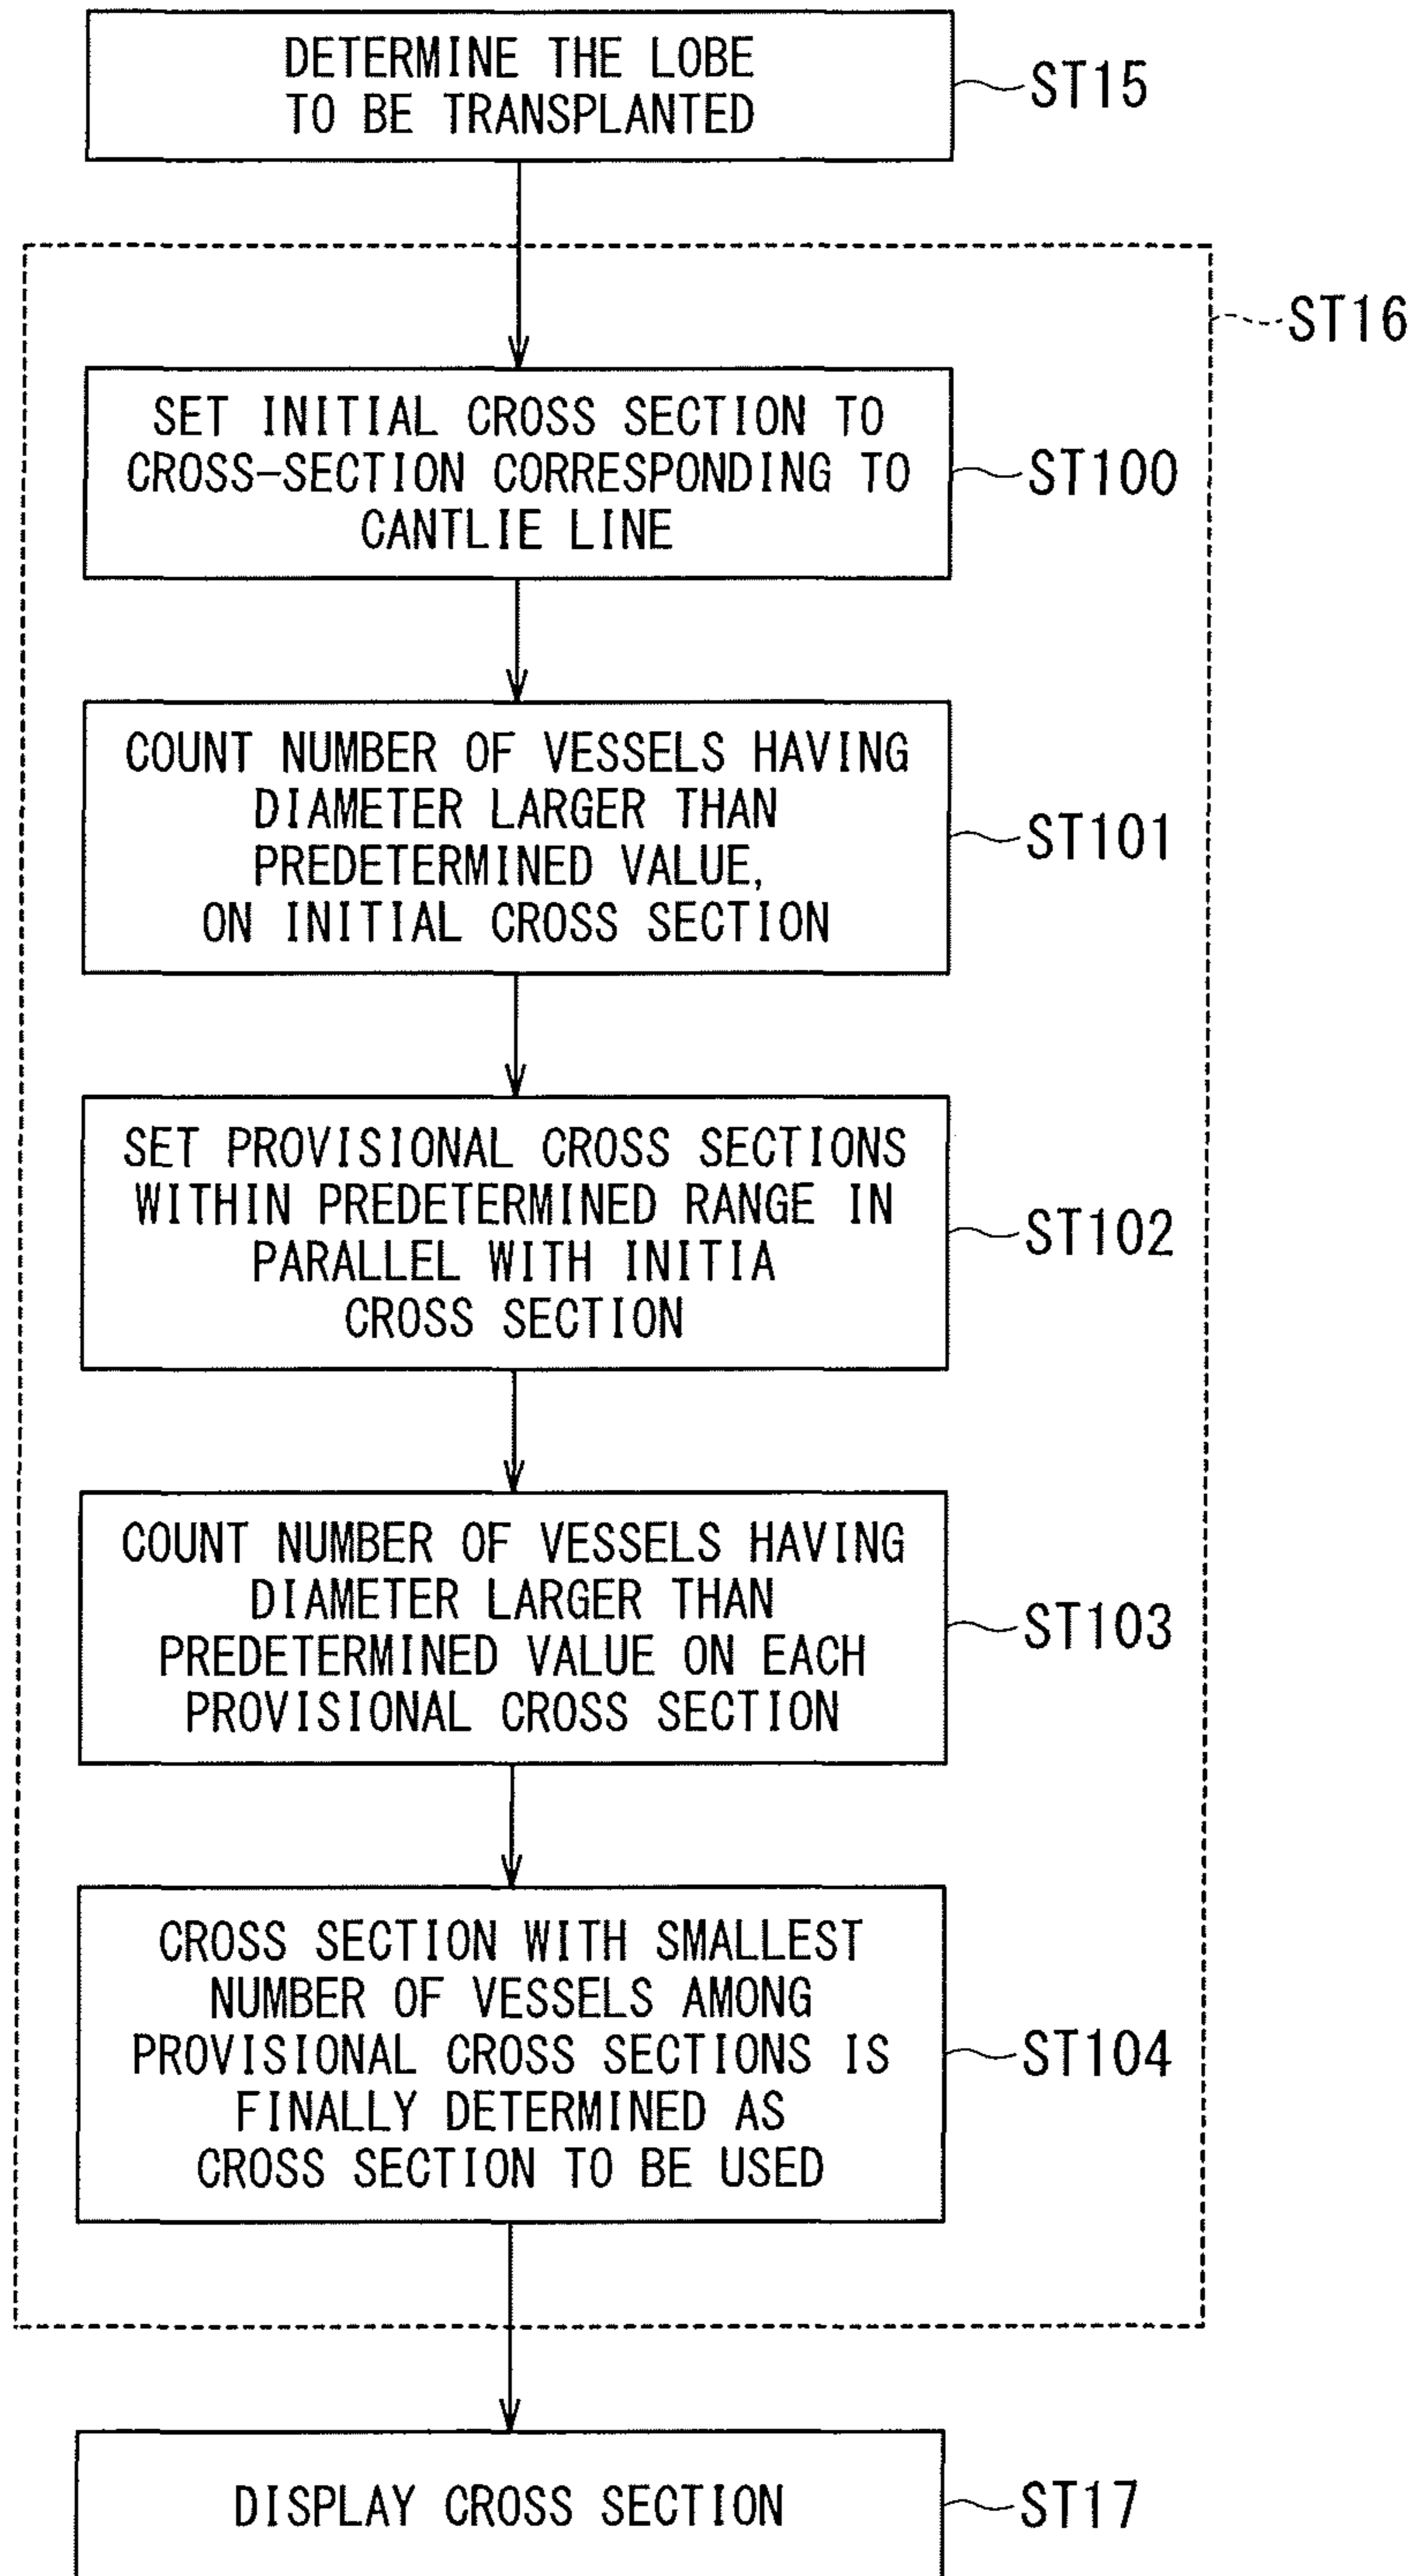 DETERMINE THE LOBE
TO BE TRANSPLANTED
ST15
ST16
SET INITIAL CROSS SECTION TO
CROSS-SECTION CORRESPONDING TO
CANTLIE LINE
ST100
COUNT NUMBER OF VESSELS HAVING
DIAMETER LARGER THAN
PREDETERMINED VALUE,
ON INITIAL CROSS SECTION
ST101
SET PROVISIONAL CROSS SECTIONS
WITHIN PREDETERMINED RANGE IN
PARALLEL WITH INITIA
CROSS SECTION
ST102
COUNT NUMBER OF VESSELS HAVING
DIAMETER LARGER THAN
PREDETERMINED VALUE ON EACH
PROVISIONAL CROSS SECTION
ST103
CROSS SECTION WITH SMALLEST
NUMBER OF VESSELS AMONG
PROVISIONAL CROSS SECTIONS IS
FINALLY DETERMINED AS
CROSS SECTION TO BE USED
ST104
DISPLAY CROSS SECTION
ST17